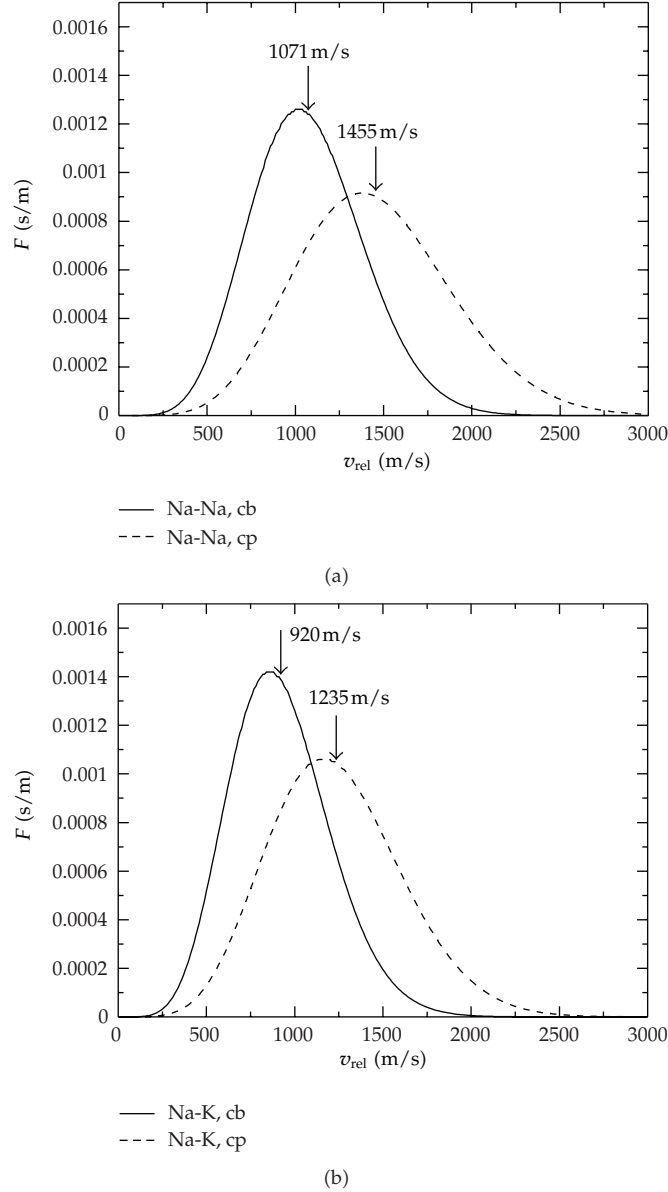 0.0016
0.0014
0.0012
0.001
0.0008
0.0006
0.0004
0.0002
0
F (s/m)
1071 m/s
1455 m/s
0 500 1000 1500 2000 2500 3000
v_rel (m/s)
Na-Na, cb
Na-Na, cp
(a)
0.0016
0.0014
0.0012
0.001
0.0008
0.0006
0.0004
0.0002
0
F (s/m)
920 m/s
1235 m/s
0 500 1000 1500 2000 2500 3000
v_rel (m/s)
Na-K, cb
Na-K, cp
(b)